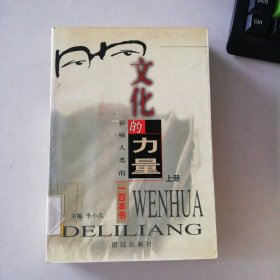 文化
的
力量
影响人类的
一百本书
上册
WENHUA
主编 李小兵
DELILIANG
团结出版社
Ctrl